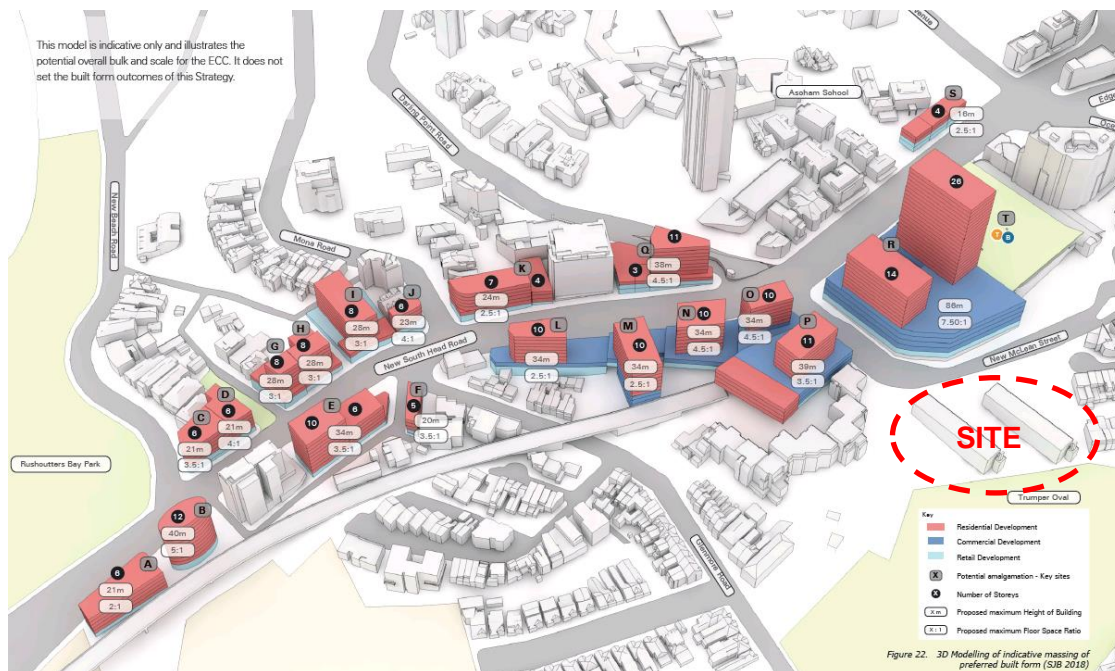 This model is indicative only and illustrates the
potential overall bulk and scale for the ECC. It does not
set the built form outcomes of this Strategy.
Ascham School
S
4
16m
2.5:1
Darling Point Road
New Beach Road
Mona Road
26
T
T
B
R
14
86m
7.50:1
Q
11
3
38m
4.5:1
K
7
4
24m
2.5:1
I
8
28m
3:1
J
6
23m
4:1
O
10
34m
4.5:1
N
10
34m
4.5:1
L
10
34m
2.5:1
M
10
34m
2.5:1
P
11
39m
3.5:1
New McLean Street
H
8
28m
3:1
G
8
28m
3:1
New South Head Road
D
6
21m
4:1
C
6
21m
3.5:1
E
10
6
34m
3.5:1
F
5
20m
3.5:1
SITE
Rushcutters Bay Park
Trumper Oval
B
12
40m
5:1
A
6
21m
2:1
Glenmore Road
Key
Residential Development
Commercial Development
Retail Development
X Potential amalgamation - Key sites
X Number of Storeys
X m Proposed maximum Height of Building
X : 1 Proposed maximum Floor Space Ratio
Figure 22. 3D Modelling of indicative massing of
preferred built form (SJB 2018)